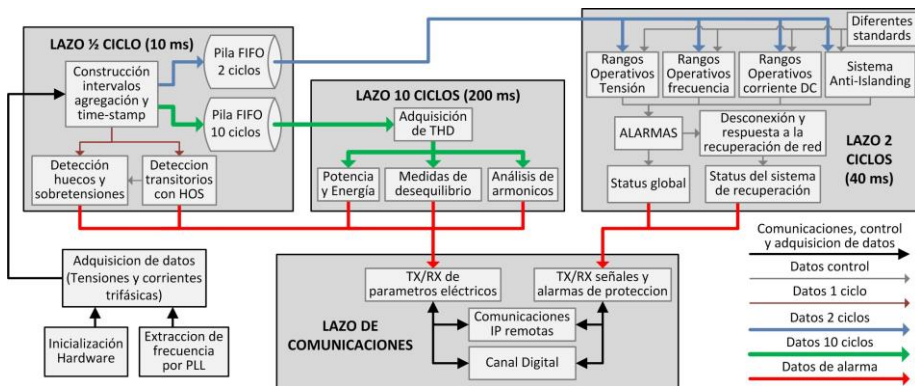 LAZO ½ CICLO (10 ms)
Construcción
intervalos
agregación y
time-stamp
Pila FIFO
2 ciclos
Pila FIFO
10 ciclos
Detección
huecos y
sobretensiones
Deteccion
transitorios
con HOS
LAZO 10 CICLOS (200 ms)
Adquisición
de THD
Potencia
y Energía
Medidas de
desequilibrio
Análisis de
armonicos
Diferentes
standards
Rangos
Operativos
Tensión
Rangos
Operativos
frecuencia
Rangos
Operativos
corriente DC
Sistema
Anti-Islanding
ALARMAS
Desconexión y
respuesta a la
recuperación de red
LAZO 2
CICLOS
(40 ms)
Status global
Status del sistema
de recuperación
Adquisicion de datos
(Tensiones y corrientes
trifásicas)
Inicialización
Hardware
Extraccion de
frecuencia
por PLL
TX/RX de
parametros eléctricos
TX/RX señales y
alarmas de proteccion
LAZO DE
COMUNICACIONES
Comunicaciones
IP remotas
Canal Digital
Comunicaciones, control
y adquisicion de datos
Datos control
Datos 1 ciclo
Datos 2 ciclos
Datos 10 ciclos
Datos de alarma